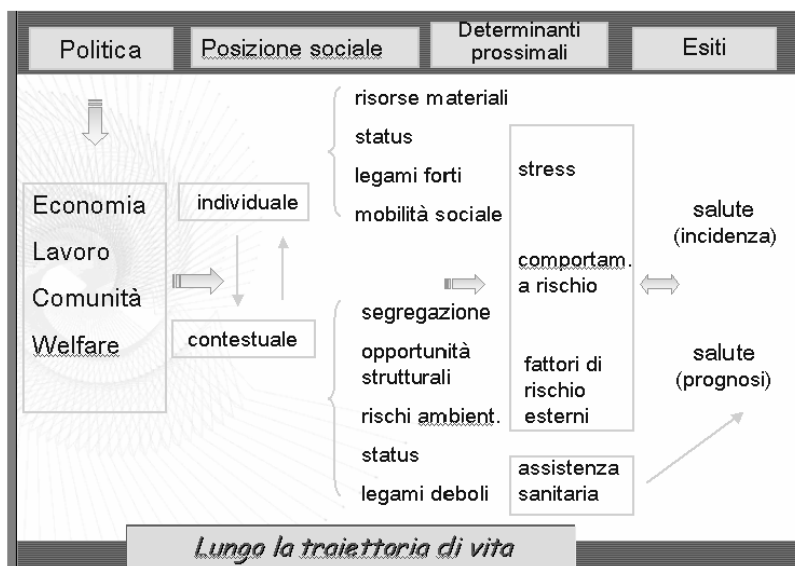 Politica
Posizione sociale
Determinanti
prossimali
Esiti
Economia
Lavoro
Comunità
Welfare
individuale
contestuale
risorse materiali
status
legami forti
mobilità sociale
segregazione
opportunità
strutturali
rischi ambient.
status
legami deboli
stress
comportam.
a rischio
fattori di
rischio
esterni
assistenza
sanitaria
salute
(incidenza)
salute
(prognosi)
Lungo la traiettoria di vita